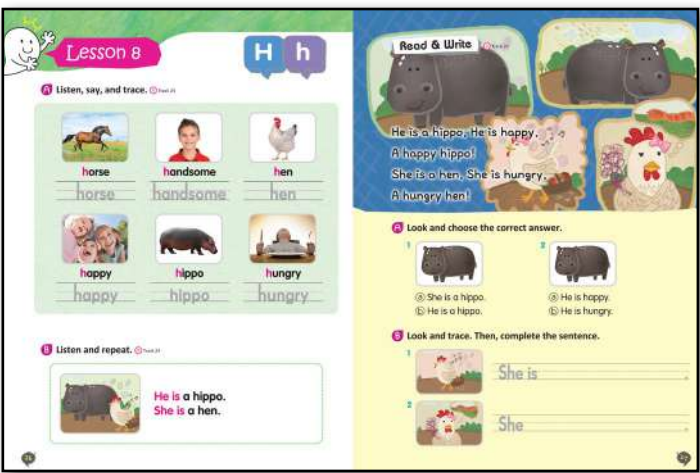 Lesson 8
H h
A Listen, say, and trace.
horse
handsome
hen
horse
handsome
hen
happy
hippo
hungry
happy
hippo
hungry
B Listen and repeat.
He is a hippo.
She is a hen.
Read & Write
He is a hippo. He is happy.
A happy hippo!
She is a hen. She is hungry.
A hungry hen!
A Look and choose the correct answer.
1
2
ⓐ She is a hippo.
ⓑ He is a hippo.
ⓐ He is happy.
ⓑ He is hungry.
B Look and trace. Then, complete the sentence.
1
She is .
2
She .